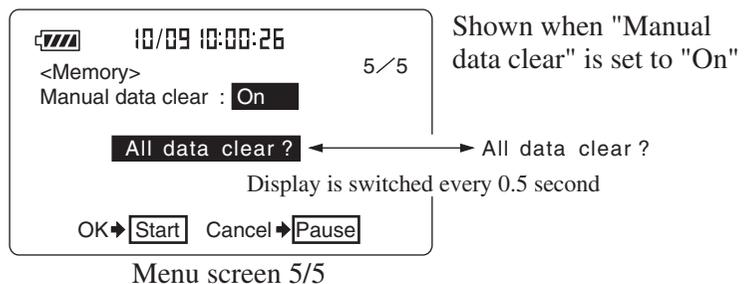 10/09 10:00:26
5/5
<Memory>
Manual data clear : On
All data clear ?
All data clear ?
Display is switched every 0.5 second
OK Start Cancel Pause
Menu screen 5/5
Shown when "Manual
data clear" is set to "On"